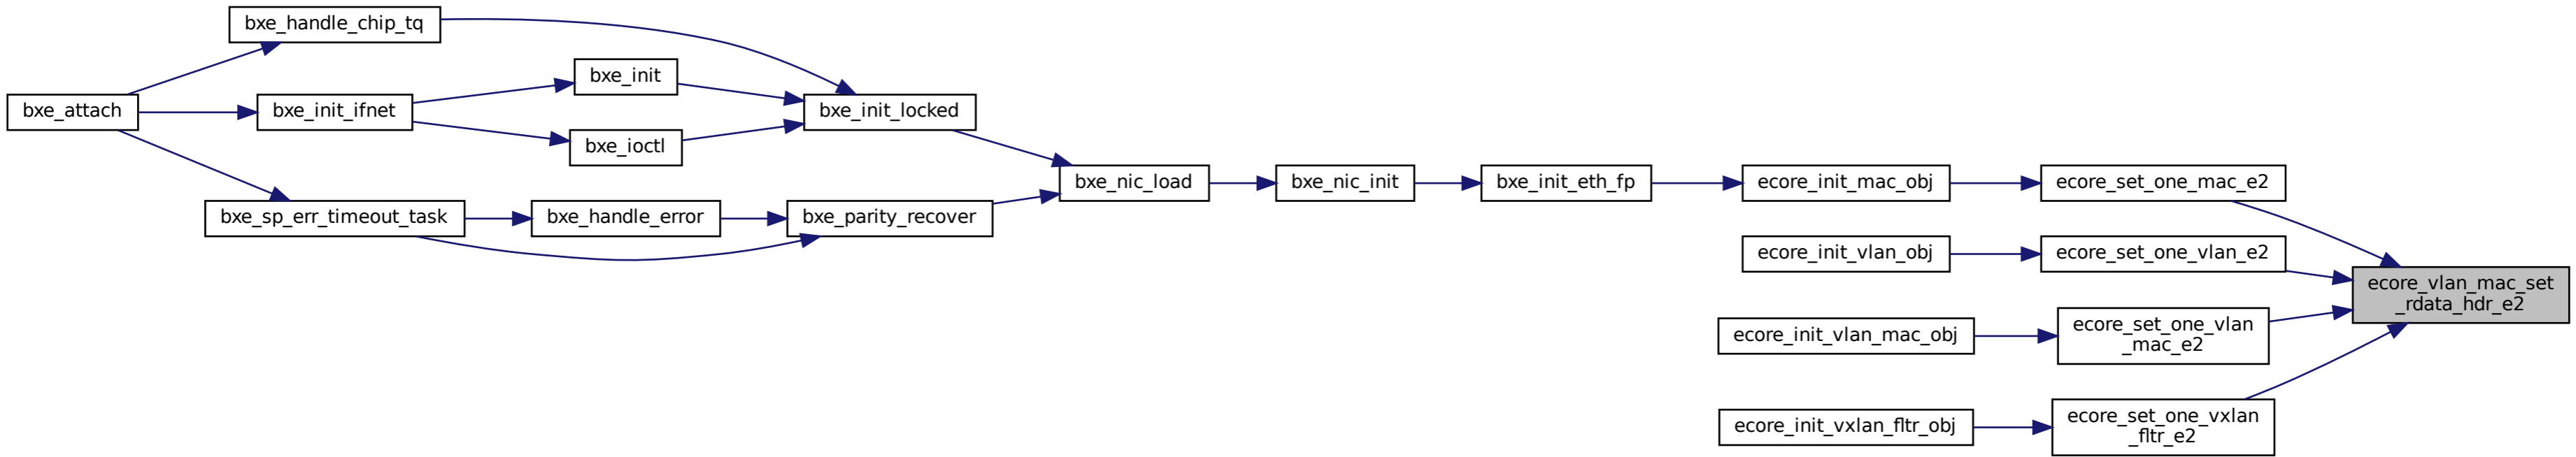 bxe_handle_chip_tq
bxe_init
bxe_attach
bxe_init_ifnet
bxe_init_locked
bxe_ioctl
bxe_nic_load
bxe_nic_init
bxe_init_eth_fp
ecore_init_mac_obj
ecore_set_one_mac_e2
bxe_sp_err_timeout_task
bxe_handle_error
bxe_parity_recover
ecore_init_vlan_obj
ecore_set_one_vlan_e2
ecore_vlan_mac_set
_rdata_hdr_e2
ecore_init_vlan_mac_obj
ecore_set_one_vlan
_mac_e2
ecore_init_vxlan_fltr_obj
ecore_set_one_vxlan
_fltr_e2